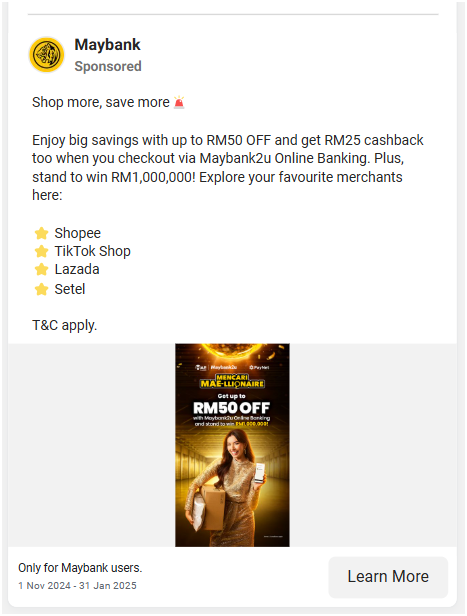 Maybank
Sponsored
Shop more, save more
Enjoy big savings with up to RM50 OFF and get RM25 cashback
too when you checkout via Maybank2u Online Banking. Plus,
stand to win RM1,000,000! Explore your favourite merchants
here:
Shopee
TikTok Shop
Lazada
Setel
T&C apply.
Maybank2u PayNet
MENCARI
MAE-LLIONAIRE
Get up to
RM50 OFF
with Maybank2u Online Banking
and stand to win RM1,000,000!
Only for Maybank users.
1 Nov 2024 - 31 Jan 2025
Learn More